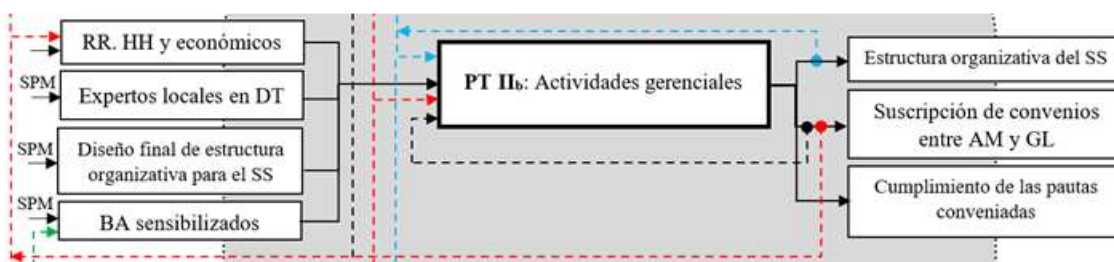 RR. HH y económicos
SPM
Expertos locales en DT
SPM
Diseño final de estructura
organizativa para el SS
SPM
BA sensibilizados
PT IIb: Actividades gerenciales
Estructura organizativa del SS
Suscripción de convenios
entre AM y GL
Cumplimiento de las pautas
conveniadas